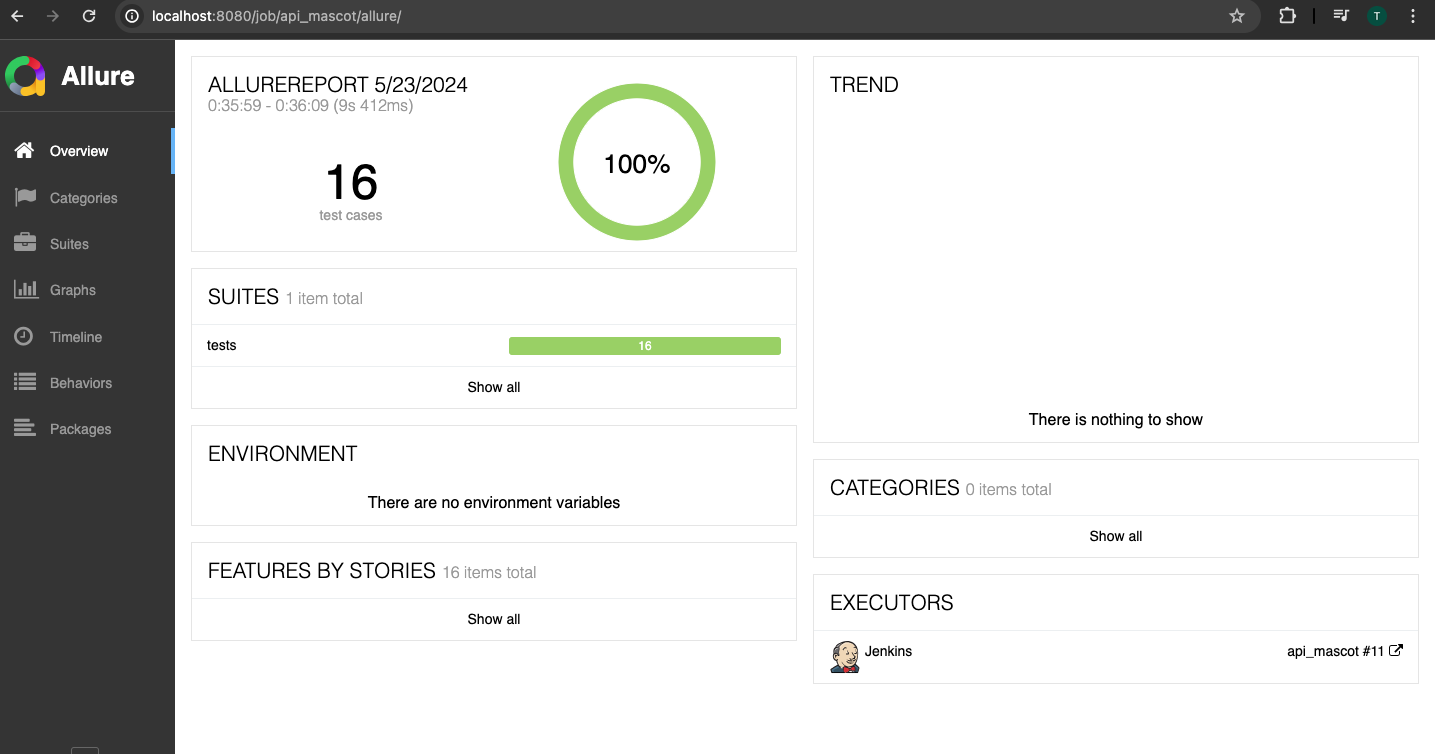 localhost:8080/job/api_mascot/allure/
T
Allure
Overview
Categories
Suites
Graphs
Timeline
Behaviors
Packages
ALLUREREPORT 5/23/2024
0:35:59 - 0:36:09 (9s 412ms)
16
test cases
100%
SUITES 1 item total
tests 16
Show all
ENVIRONMENT
There are no environment variables
FEATURES BY STORIES 16 items total
Show all
TREND
There is nothing to show
CATEGORIES 0 items total
Show all
EXECUTORS
Jenkins api_mascot #11